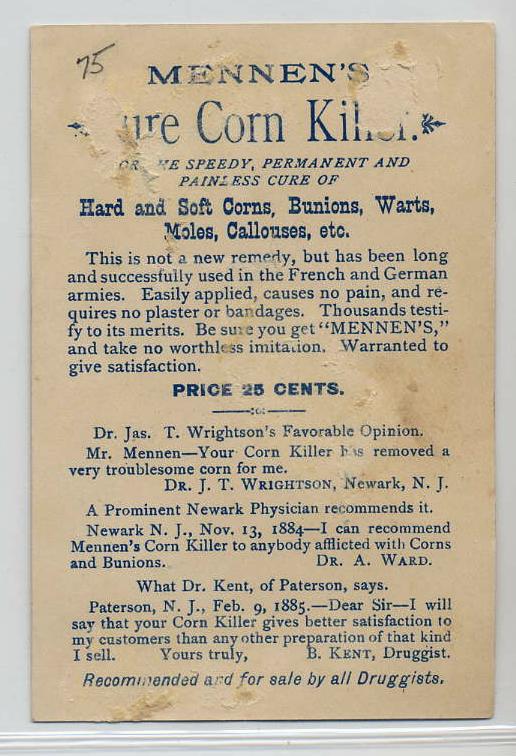 75
MENNEN'S
ure Corn Killer.
FOR THE SPEEDY, PERMANENT AND
PAINLESS CURE OF
Hard and Soft Corns, Bunions, Warts,
Moles, Callouses, etc.
This is not a new remedy, but has been long
and successfully used in the French and German
armies. Easily applied, causes no pain, and re-
quires no plaster or bandages. Thousands testi-
fy to its merits. Be sure you get "MENNEN'S,"
and take no worthless imitation. Warranted to
give satisfaction.
PRICE 25 CENTS.
Dr. Jas. T. Wrightson's Favorable Opinion.
Mr. Mennen—Your Corn Killer has removed a
very troublesome corn for me.
DR. J. T. WRIGHTSON, Newark, N. J.
A Prominent Newark Physician recommends it.
Newark N. J., Nov. 13, 1884—I can recommend
Mennen's Corn Killer to anybody afflicted with Corns
and Bunions. DR. A. WARD.
What Dr. Kent, of Paterson, says.
Paterson, N. J., Feb. 9, 1885.—Dear Sir—I will
say that your Corn Killer gives better satisfaction to
my customers than any other preparation of that kind
I sell. Yours truly, B. KENT, Druggist.
Recommended and for sale by all Druggists.